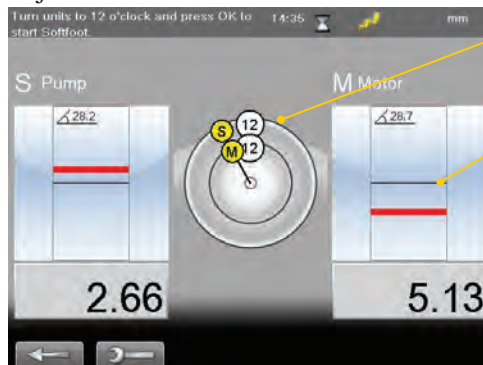 Turn units to 12 o'clock and press OK to
start Softfoot.
14:35
mm
S Pump
M Motor
28.2
28.7
S
12
M
12
2.66
5.13